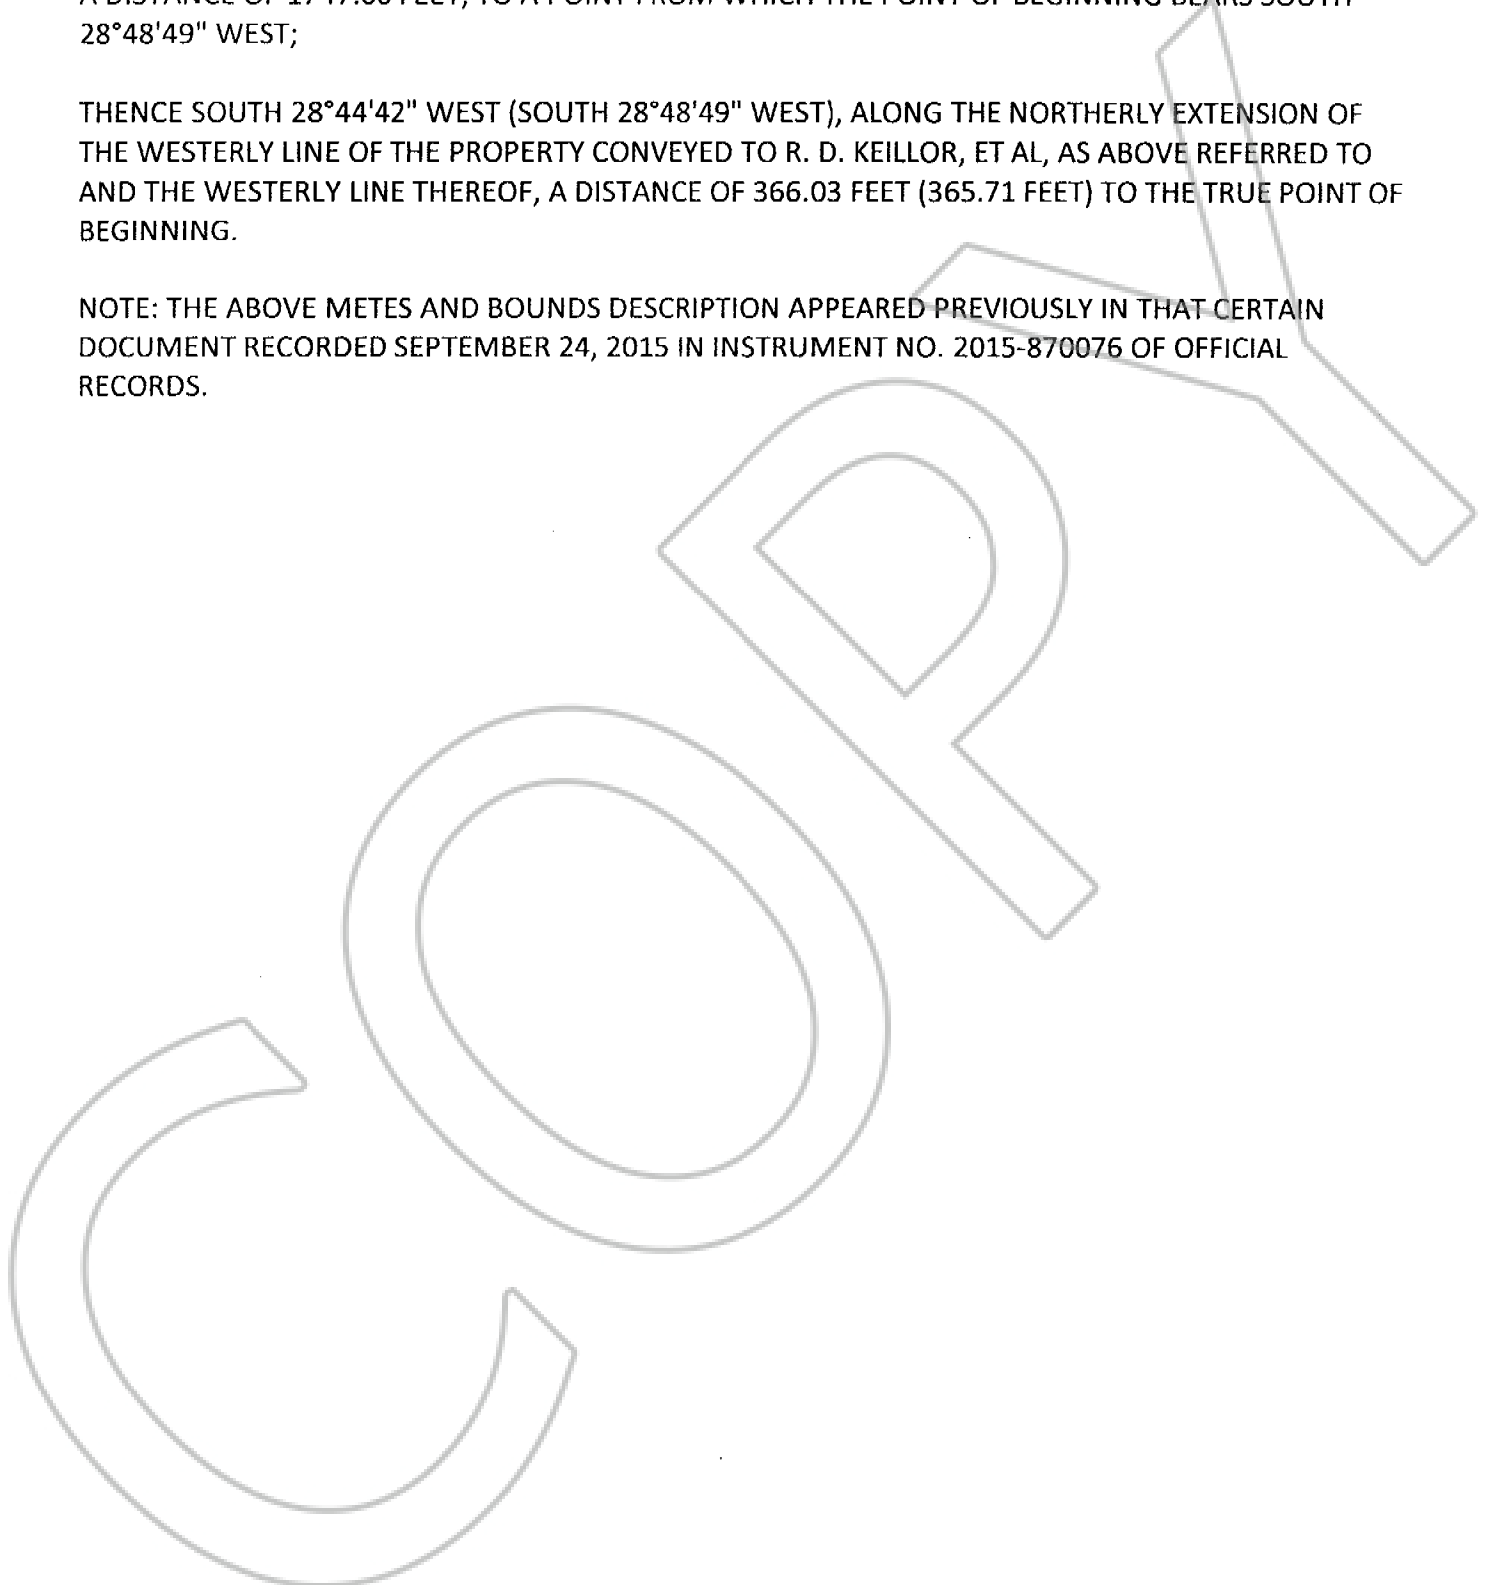 28°48'49" WEST;
THENCE SOUTH 28°44'42" WEST (SOUTH 28°48'49" WEST), ALONG THE NORTHERLY EXTENSION OF
THE WESTERLY LINE OF THE PROPERTY CONVEYED TO R. D. KEILLOR, ET AL, AS ABOVE REFERRED TO
AND THE WESTERLY LINE THEREOF, A DISTANCE OF 366.03 FEET (365.71 FEET) TO THE TRUE POINT OF
BEGINNING.
NOTE: THE ABOVE METES AND BOUNDS DESCRIPTION APPEARED PREVIOUSLY IN THAT CERTAIN
DOCUMENT RECORDED SEPTEMBER 24, 2015 IN INSTRUMENT NO. 2015-870076 OF OFFICIAL
RECORDS.
COPY